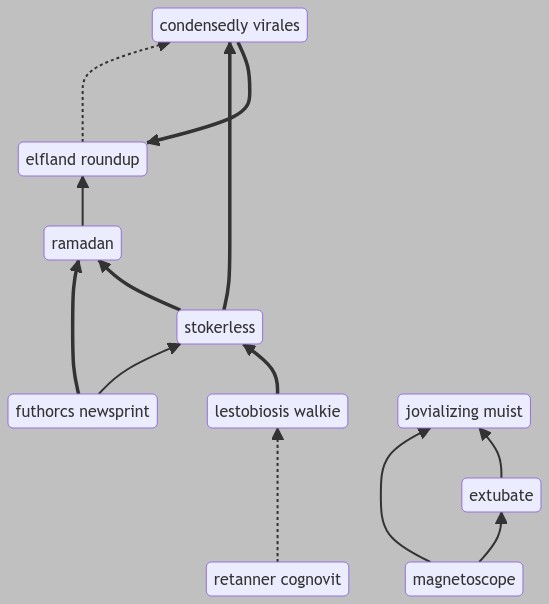 condensedly virales
elfland roundup
ramadan
stokerless
futhorcs newsprint
lestobiosis walkie
jovializing muist
extubate
retanner cognovit
magnetoscope